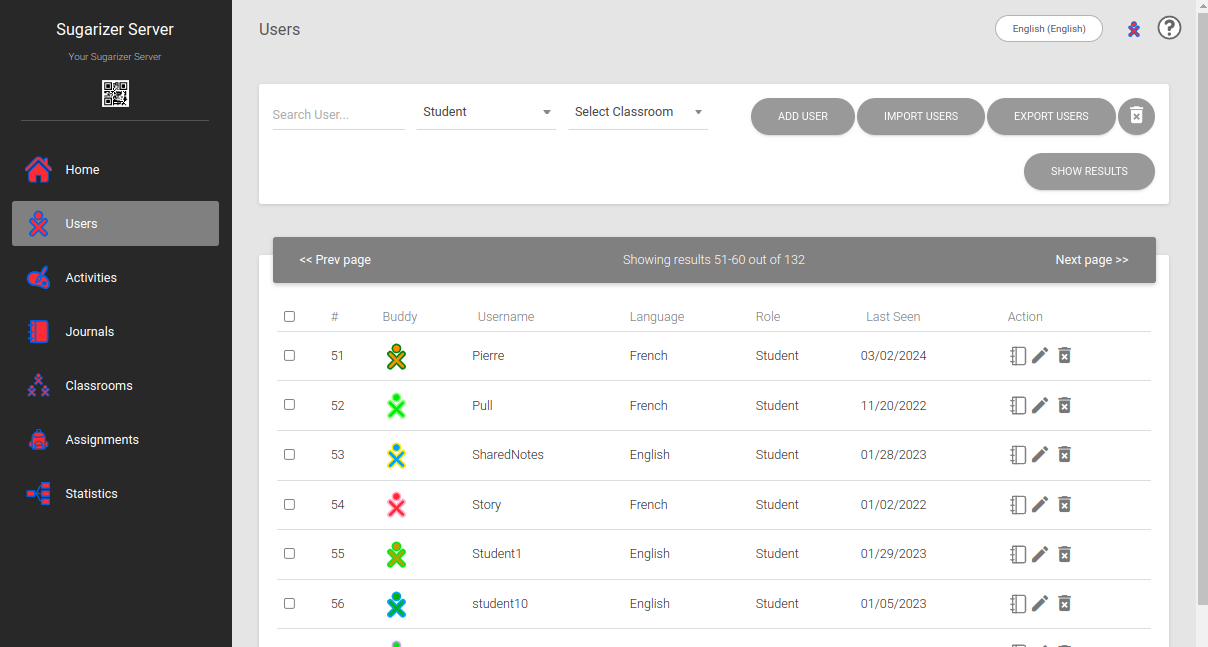 Sugarizer Server
Your Sugarizer Server
Home
Users
Activities
Journals
Classrooms
Assignments
Statistics
Users
English (English)
?
Search User...
Student
Select Classroom
ADD USER
IMPORT USERS
EXPORT USERS
SHOW RESULTS
<< Prev page
Showing results 51-60 out of 132
Next page >>
# Buddy Username Language Role Last Seen Action
51 Pierre French Student 03/02/2024
52 Pull French Student 11/20/2022
53 SharedNotes English Student 01/28/2023
54 Story French Student 01/02/2022
55 Student1 English Student 01/29/2023
56 student10 English Student 01/05/2023